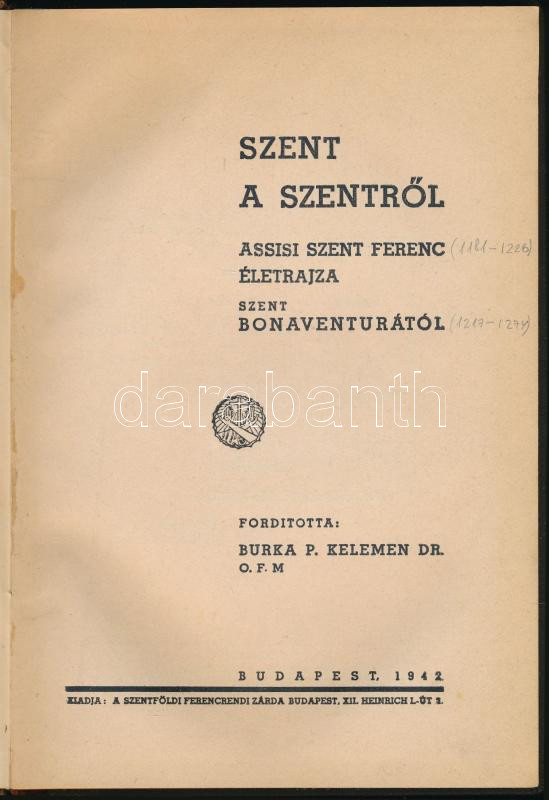 SZENT
A SZENTRŐL
ASSISI SZENT FERENC (1181-1226)
ÉLETRAJZA
SZENT
BONAVENTURÁTÓL (1217-1274)
darabanth
FORDITOTTA:
BURKA P. KELEMEN DR.
O. F. M
BUDAPEST, 1942
KIADJA: A SZENTFÖLDI FERENCRENDI ZÁRDA BUDAPEST, XII. HEINRICH I.-ÚT 3.